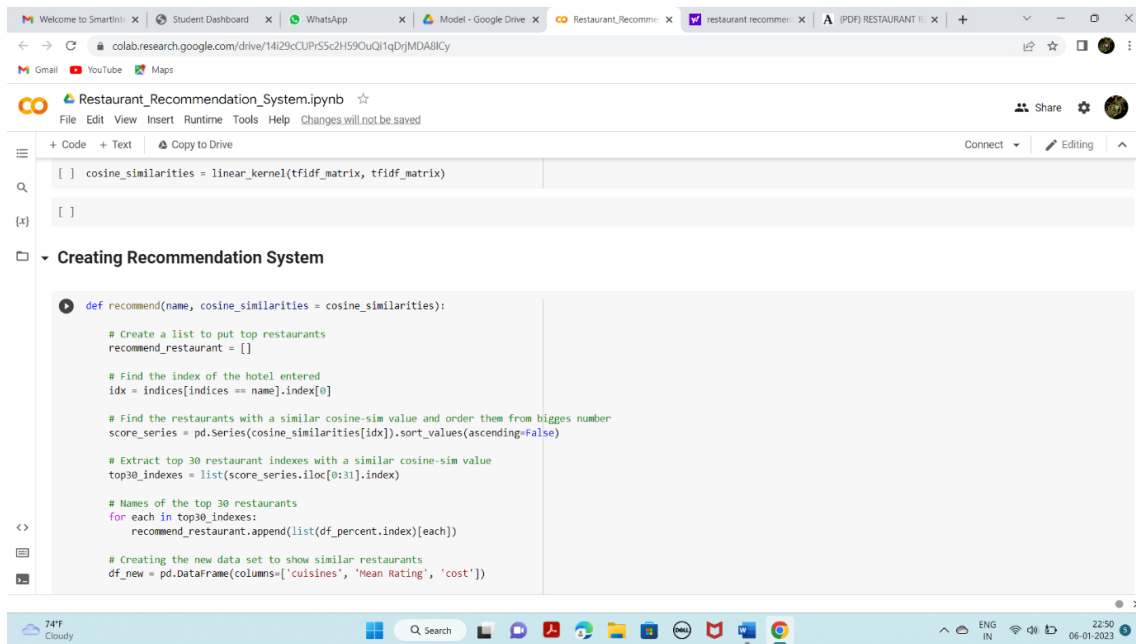 Welcome to SmartInte
Student Dashboard
WhatsApp
Model - Google Drive
Restaurant_Recomme
restaurant recommen
(PDF) RESTAURANT R
colab.research.google.com/drive/14i29cCUPrS5c2H59OuQi1qDrjMDA8lCy
Gmail YouTube Maps
Restaurant_Recommendation_System.ipynb
Share
File Edit View Insert Runtime Tools Help Changes will not be saved
+ Code + Text Copy to Drive Connect Editing
[ ] cosine_similarities = linear_kernel(tfidf_matrix, tfidf_matrix)
{x}
[ ]
Creating Recommendation System
def recommend(name, cosine_similarities = cosine_similarities):
# Create a list to put top restaurants
recommend_restaurant = []
# Find the index of the hotel entered
idx = indices[indices == name].index[0]
# Find the restaurants with a similar cosine-sim value and order them from bigges number
score_series = pd.Series(cosine_similarities[idx]).sort_values(ascending=False)
# Extract top 30 restaurant indexes with a similar cosine-sim value
top30_indexes = list(score_series.iloc[0:31].index)
# Names of the top 30 restaurants
for each in top30_indexes:
recommend_restaurant.append(list(df_percent.index)[each])
# Creating the new data set to show similar restaurants
df_new = pd.DataFrame(columns=['cuisines', 'Mean Rating', 'cost'])
74°F
Cloudy
Search
ENG
IN
22:50
06-01-2023
5